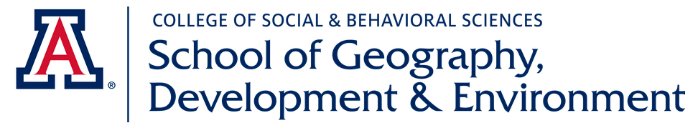 A®
COLLEGE OF SOCIAL & BEHAVIORAL SCIENCES
School of Geography,
Development & Environment